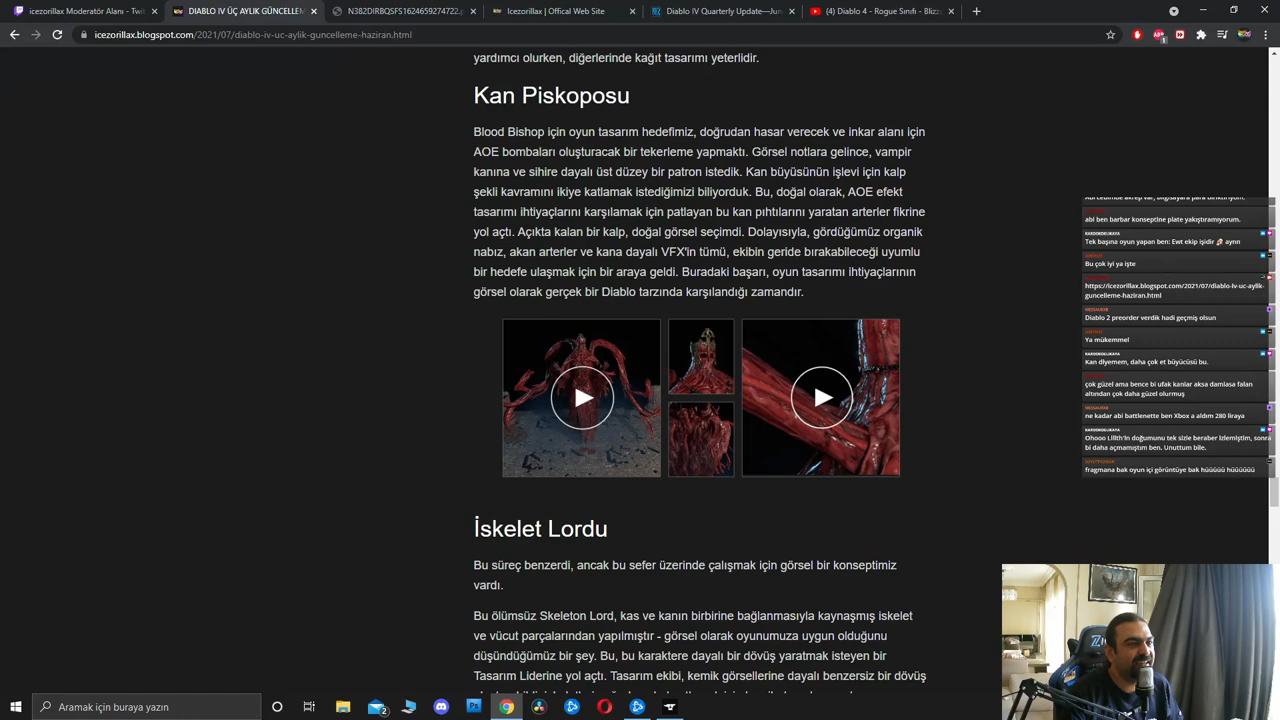 icezorillax Moderatör Alanı - Twit
DIABLO IV ÜÇ AYLIK GÜNCELLEM
N382DIRBQSFS1624659274722.p
Icezorillax | Offical Web Site
Diablo IV Quarterly Update—Jun
(4) Diablo 4 - Rogue Sınıfı - Blizz
icezorillax.blogspot.com/2021/07/diablo-iv-uc-aylik-guncelleme-haziran.html
yardımcı olurken, diğerlerinde kağıt tasarımı yeterlidir.
Kan Piskoposu
Blood Bishop için oyun tasarım hedefimiz, doğrudan hasar verecek ve inkar alanı için
AOE bombaları oluşturacak bir tekerleme yapmaktı. Görsel notlara gelince, vampir
kanına ve sihire dayalı üst düzey bir patron istedik. Kan büyüsünün işlevi için kalp
şekli kavramını ikiye katlamak istediğimizi biliyorduk. Bu, doğal olarak, AOE efekt
tasarımı ihtiyaçlarını karşılamak için patlayan bu kan pıhtılarını yaratan arterler fikrine
yol açtı. Açıkta kalan bir kalp, doğal görsel seçimdi. Dolayısıyla, gördüğümüz organik
nabız, akan arterler ve kana dayalı VFX'in tümü, ekibin geride bırakabileceği uyumlu
bir hedefe ulaşmak için bir araya geldi. Buradaki başarı, oyun tasarımı ihtiyaçlarının
görsel olarak gerçek bir Diablo tarzında karşılandığı zamandır.
İskelet Lordu
Bu süreç benzerdi, ancak bu sefer üzerinde çalışmak için görsel bir konseptimiz
vardı.
Bu ölümsüz Skeleton Lord, kas ve kanın birbirine bağlanmasıyla kaynaşmış iskelet
ve vücut parçalarından yapılmıştır - görsel olarak oyunumuza uygun olduğunu
düşündüğümüz bir şey. Bu, bu karaktere dayalı bir dövüş yaratmak isteyen bir
Tasarım Liderine yol açtı. Tasarım ekibi, kemik görsellerine dayalı benzersiz bir dövüş
abi ben barbar konseptine plate yakıştıramıyorum.
Tek başına oyun yapan ben: Ewt ekip işidir aynn
Bu çok iyi ya işte
https://icezorillax.blogspot.com/2021/07/diablo-iv-uc-aylik-
guncelleme-haziran.html
Diablo 2 preorder verdik hadi geçmiş olsun
Ya mükemmel
Kan diyemem, daha çok et büyücüsü bu.
çok güzel ama bence bi ufak kanlar aksa damlasa falan
altından çok daha güzel olurmuş
ne kadar abi battlenette ben Xbox a aldım 280 liraya
Ohooo Lilith'in doğumunu tek sizle beraber izlemiştim, sonra
bi daha açmamıştım ben. Unuttum bile.
fragmana bak oyun içi görüntüye bak hüüüüü hüüüüüü
Aramak için buraya yazın